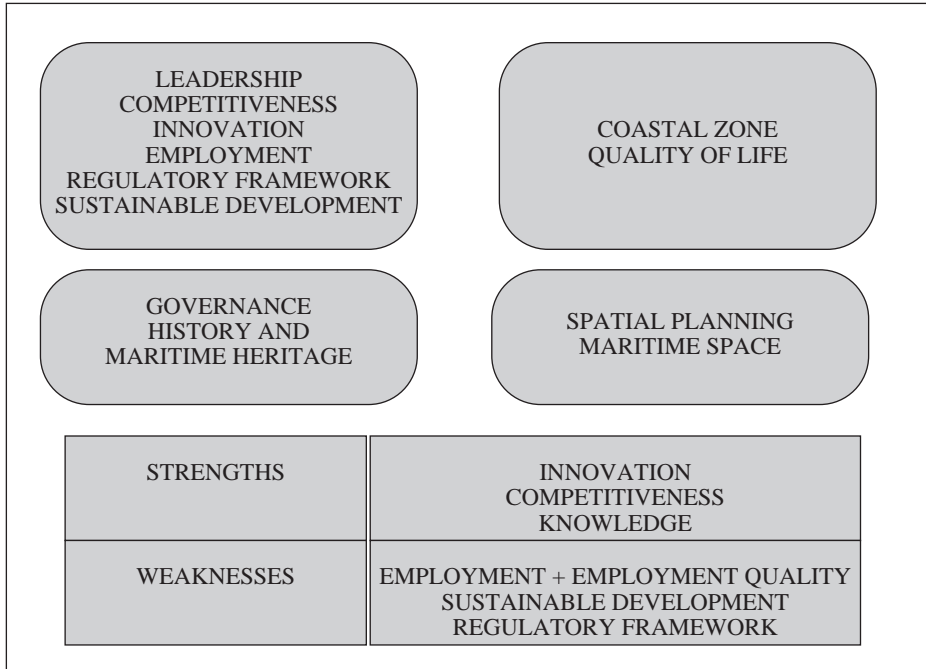 LEADERSHIP
COMPETITIVENESS
INNOVATION
EMPLOYMENT
REGULATORY FRAMEWORK
SUSTAINABLE DEVELOPMENT
COASTAL ZONE
QUALITY OF LIFE
GOVERNANCE
HISTORY AND
MARITIME HERITAGE
SPATIAL PLANNING
MARITIME SPACE
STRENGTHS
INNOVATION
COMPETITIVENESS
KNOWLEDGE
WEAKNESSES
EMPLOYMENT + EMPLOYMENT QUALITY
SUSTAINABLE DEVELOPMENT
REGULATORY FRAMEWORK